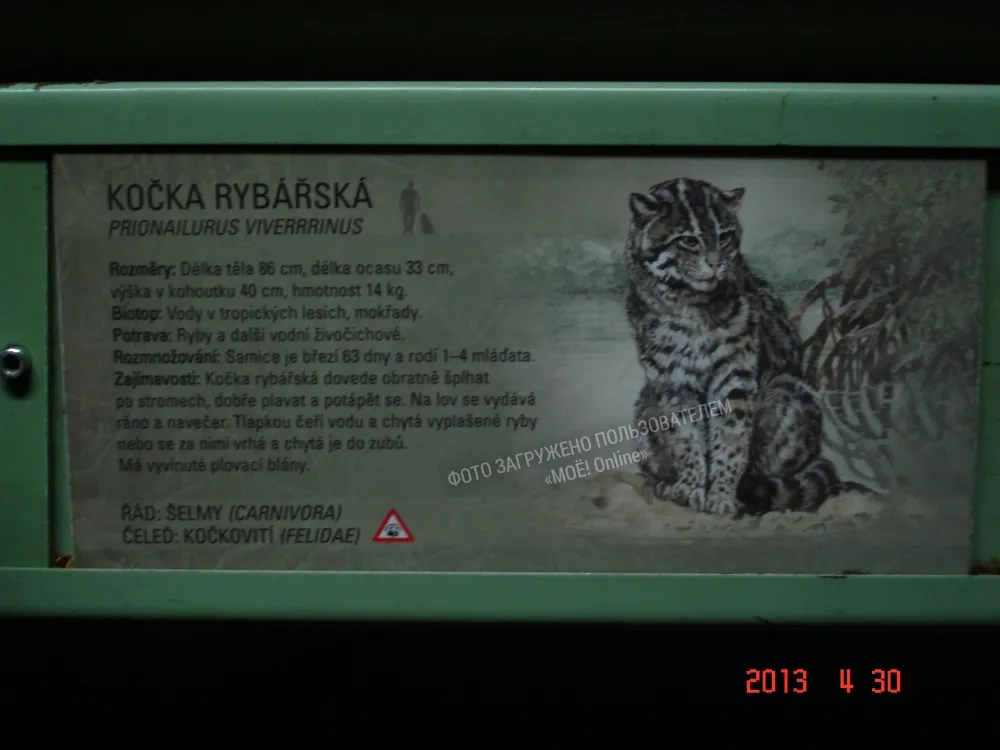 KOČKA RYBÁŘSKÁ
PRIONAILURUS VIVERRRINUS
Rozměry: Délka těla 86 cm, délka ocasu 33 cm,
výška v kohoutku 40 cm, hmotnost 14 kg.
Biotop: Vody v tropických lesích, mokřady.
Potrava: Ryby a další vodní živočichové.
Rozmnožování: Samice je březí 63 dny a rodí 1–4 mláďata.
Zajímavosti: Kočka rybářská dovede obratně šplhat
po stromech, dobře plavat a potápět se. Na lov se vydává
ráno a navečer. Tlapkou čeří vodu a chytá vyplašené ryby
nebo se za nimi vrhá a chytá je do zubů.
Má vyvinuté plovací blány.
ŘÁD: ŠELMY (CARNIVORA)
ČELEĎ: KOČKOVITÍ (FELIDAE)
ФОТО ЗАГРУЖЕНО ПОЛЬЗОВАТЕЛЕМ
«МОЁ! Online»
2013 4 30